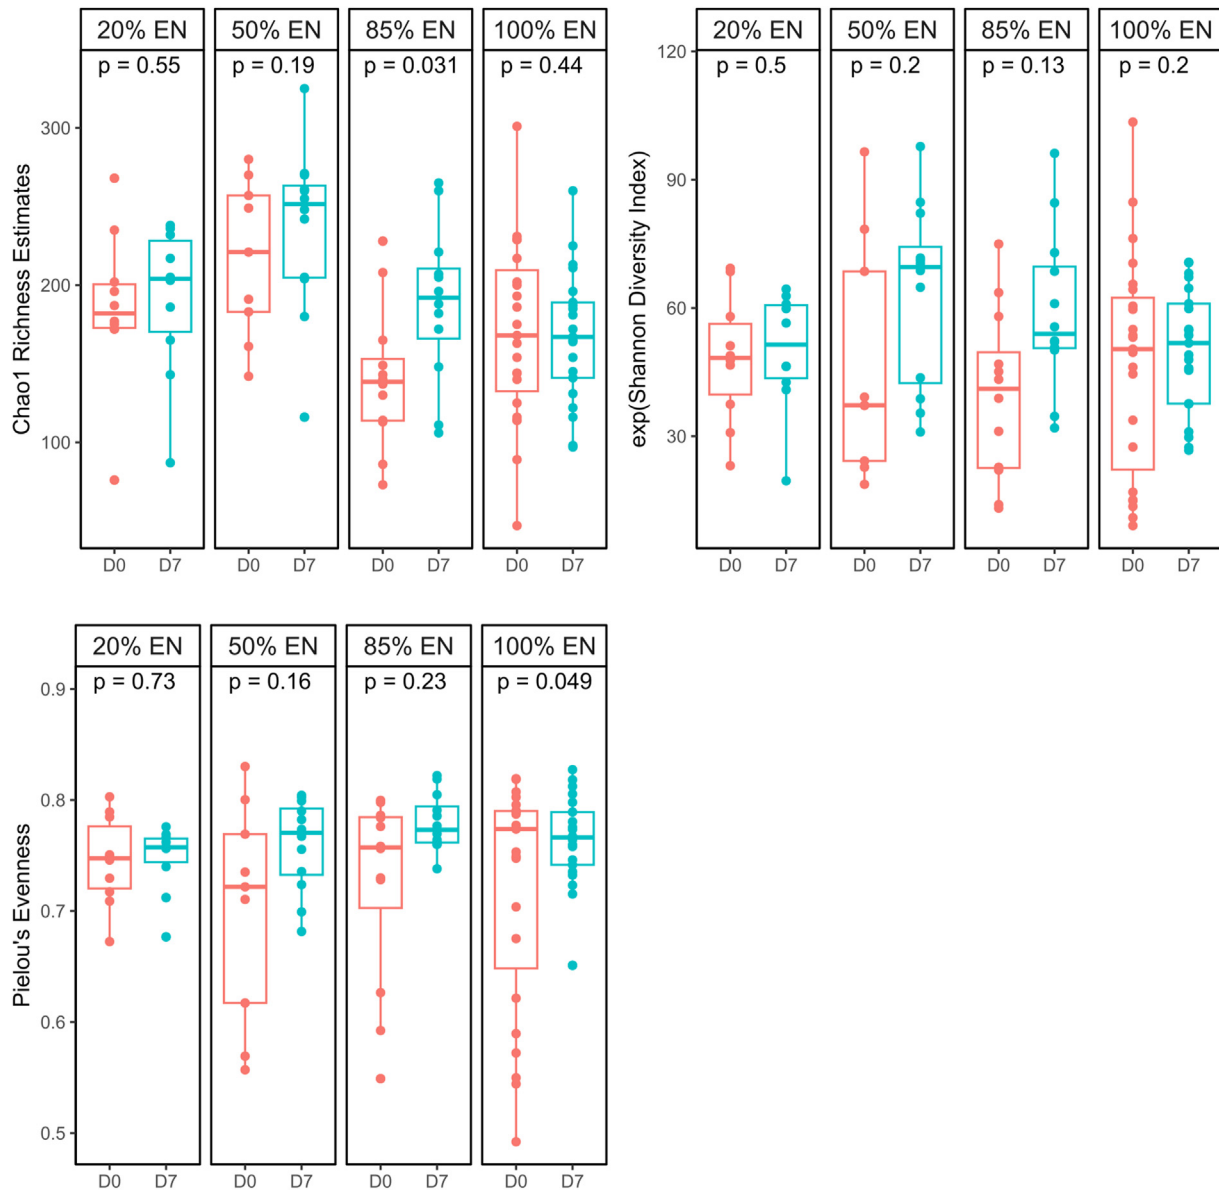 20% EN 50% EN 85% EN 100% EN
p = 0.55 p = 0.19 p = 0.031 p = 0.44
Chao1 Richness Estimates
300
200
100
D0 D7 D0 D7 D0 D7 D0 D7
20% EN 50% EN 85% EN 100% EN
p = 0.5 p = 0.2 p = 0.13 p = 0.2
exp(Shannon Diversity Index)
120
90
60
30
D0 D7 D0 D7 D0 D7 D0 D7
20% EN 50% EN 85% EN 100% EN
p = 0.73 p = 0.16 p = 0.23 p = 0.049
Pielou's Evenness
0.9
0.8
0.7
0.6
0.5
D0 D7 D0 D7 D0 D7 D0 D7